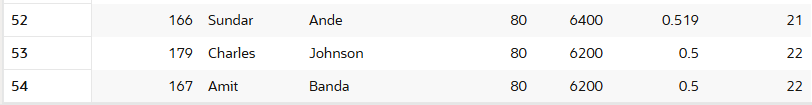 52 166 Sundar Ande 80 6400 0.519 21
53 179 Charles Johnson 80 6200 0.5 22
54 167 Amit Banda 80 6200 0.5 22